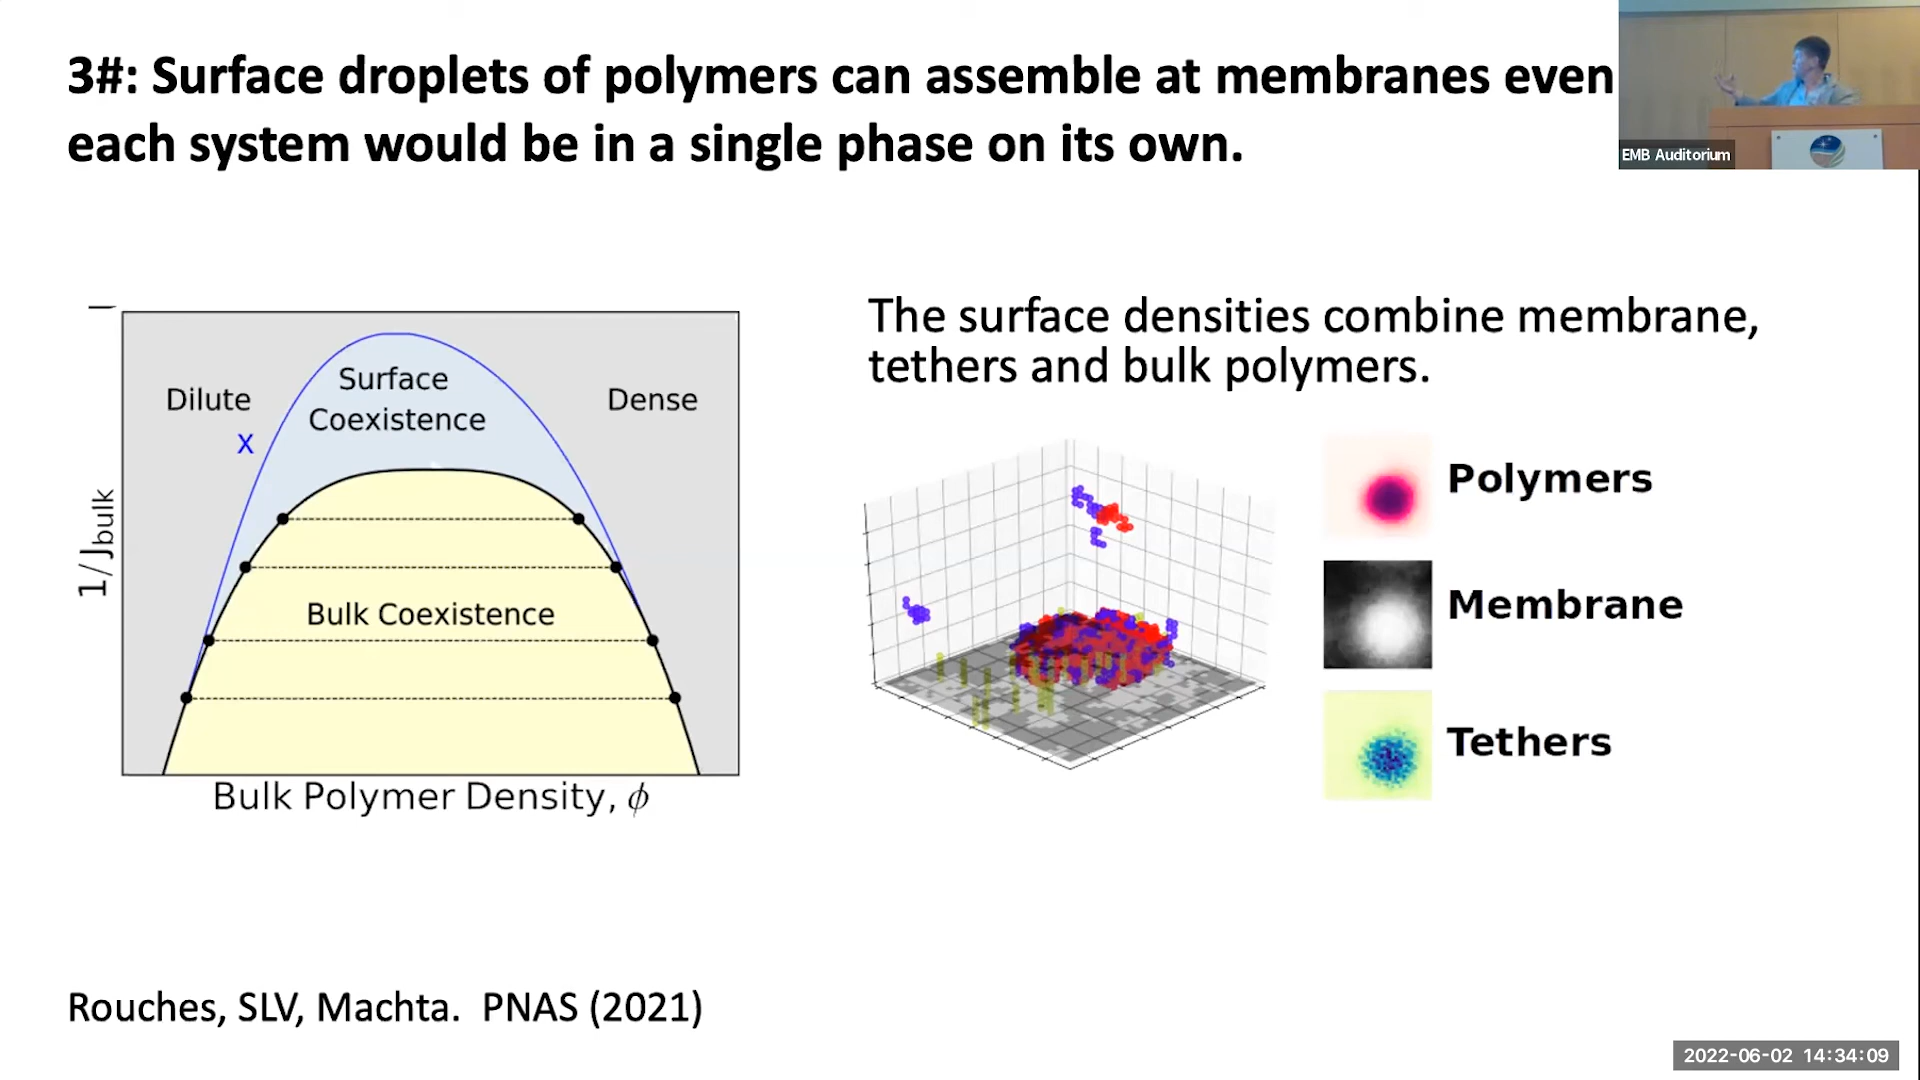 3#: Surface droplets of polymers can assemble at membranes even
each system would be in a single phase on its own.
EMB Auditorium
Dilute
Surface
Coexistence
Dense
X
Bulk Coexistence
1/Jbulk
Bulk Polymer Density, ϕ
The surface densities combine membrane,
tethers and bulk polymers.
Polymers
Membrane
Tethers
Rouches, SLV, Machta. PNAS (2021)
2022-06-02 14:34:09